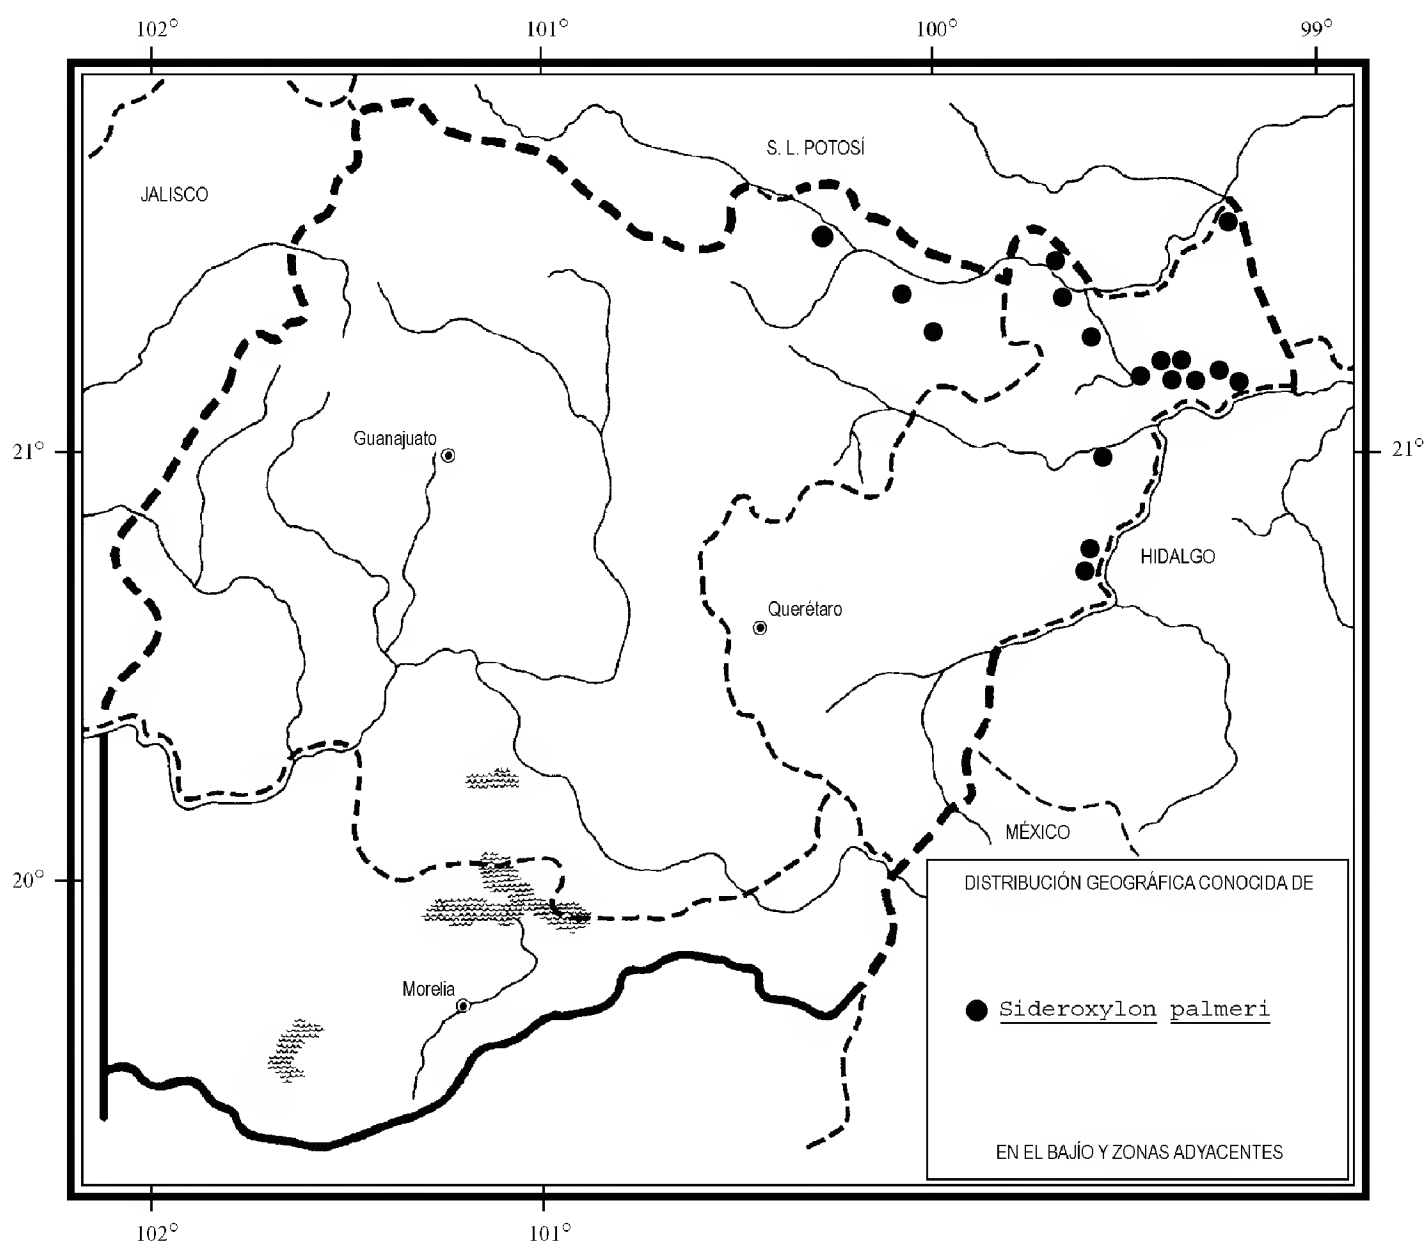 102° 101° 100° 99°
S. L. POTOSÍ
JALISCO
Guanajuato
21° 21°
HIDALGO
Querétaro
MÉXICO
20°
DISTRIBUCIÓN GEOGRÁFICA CONOCIDA DE
Morelia
Sideroxylon palmeri
EN EL BAJÍO Y ZONAS ADYACENTES
102° 101°